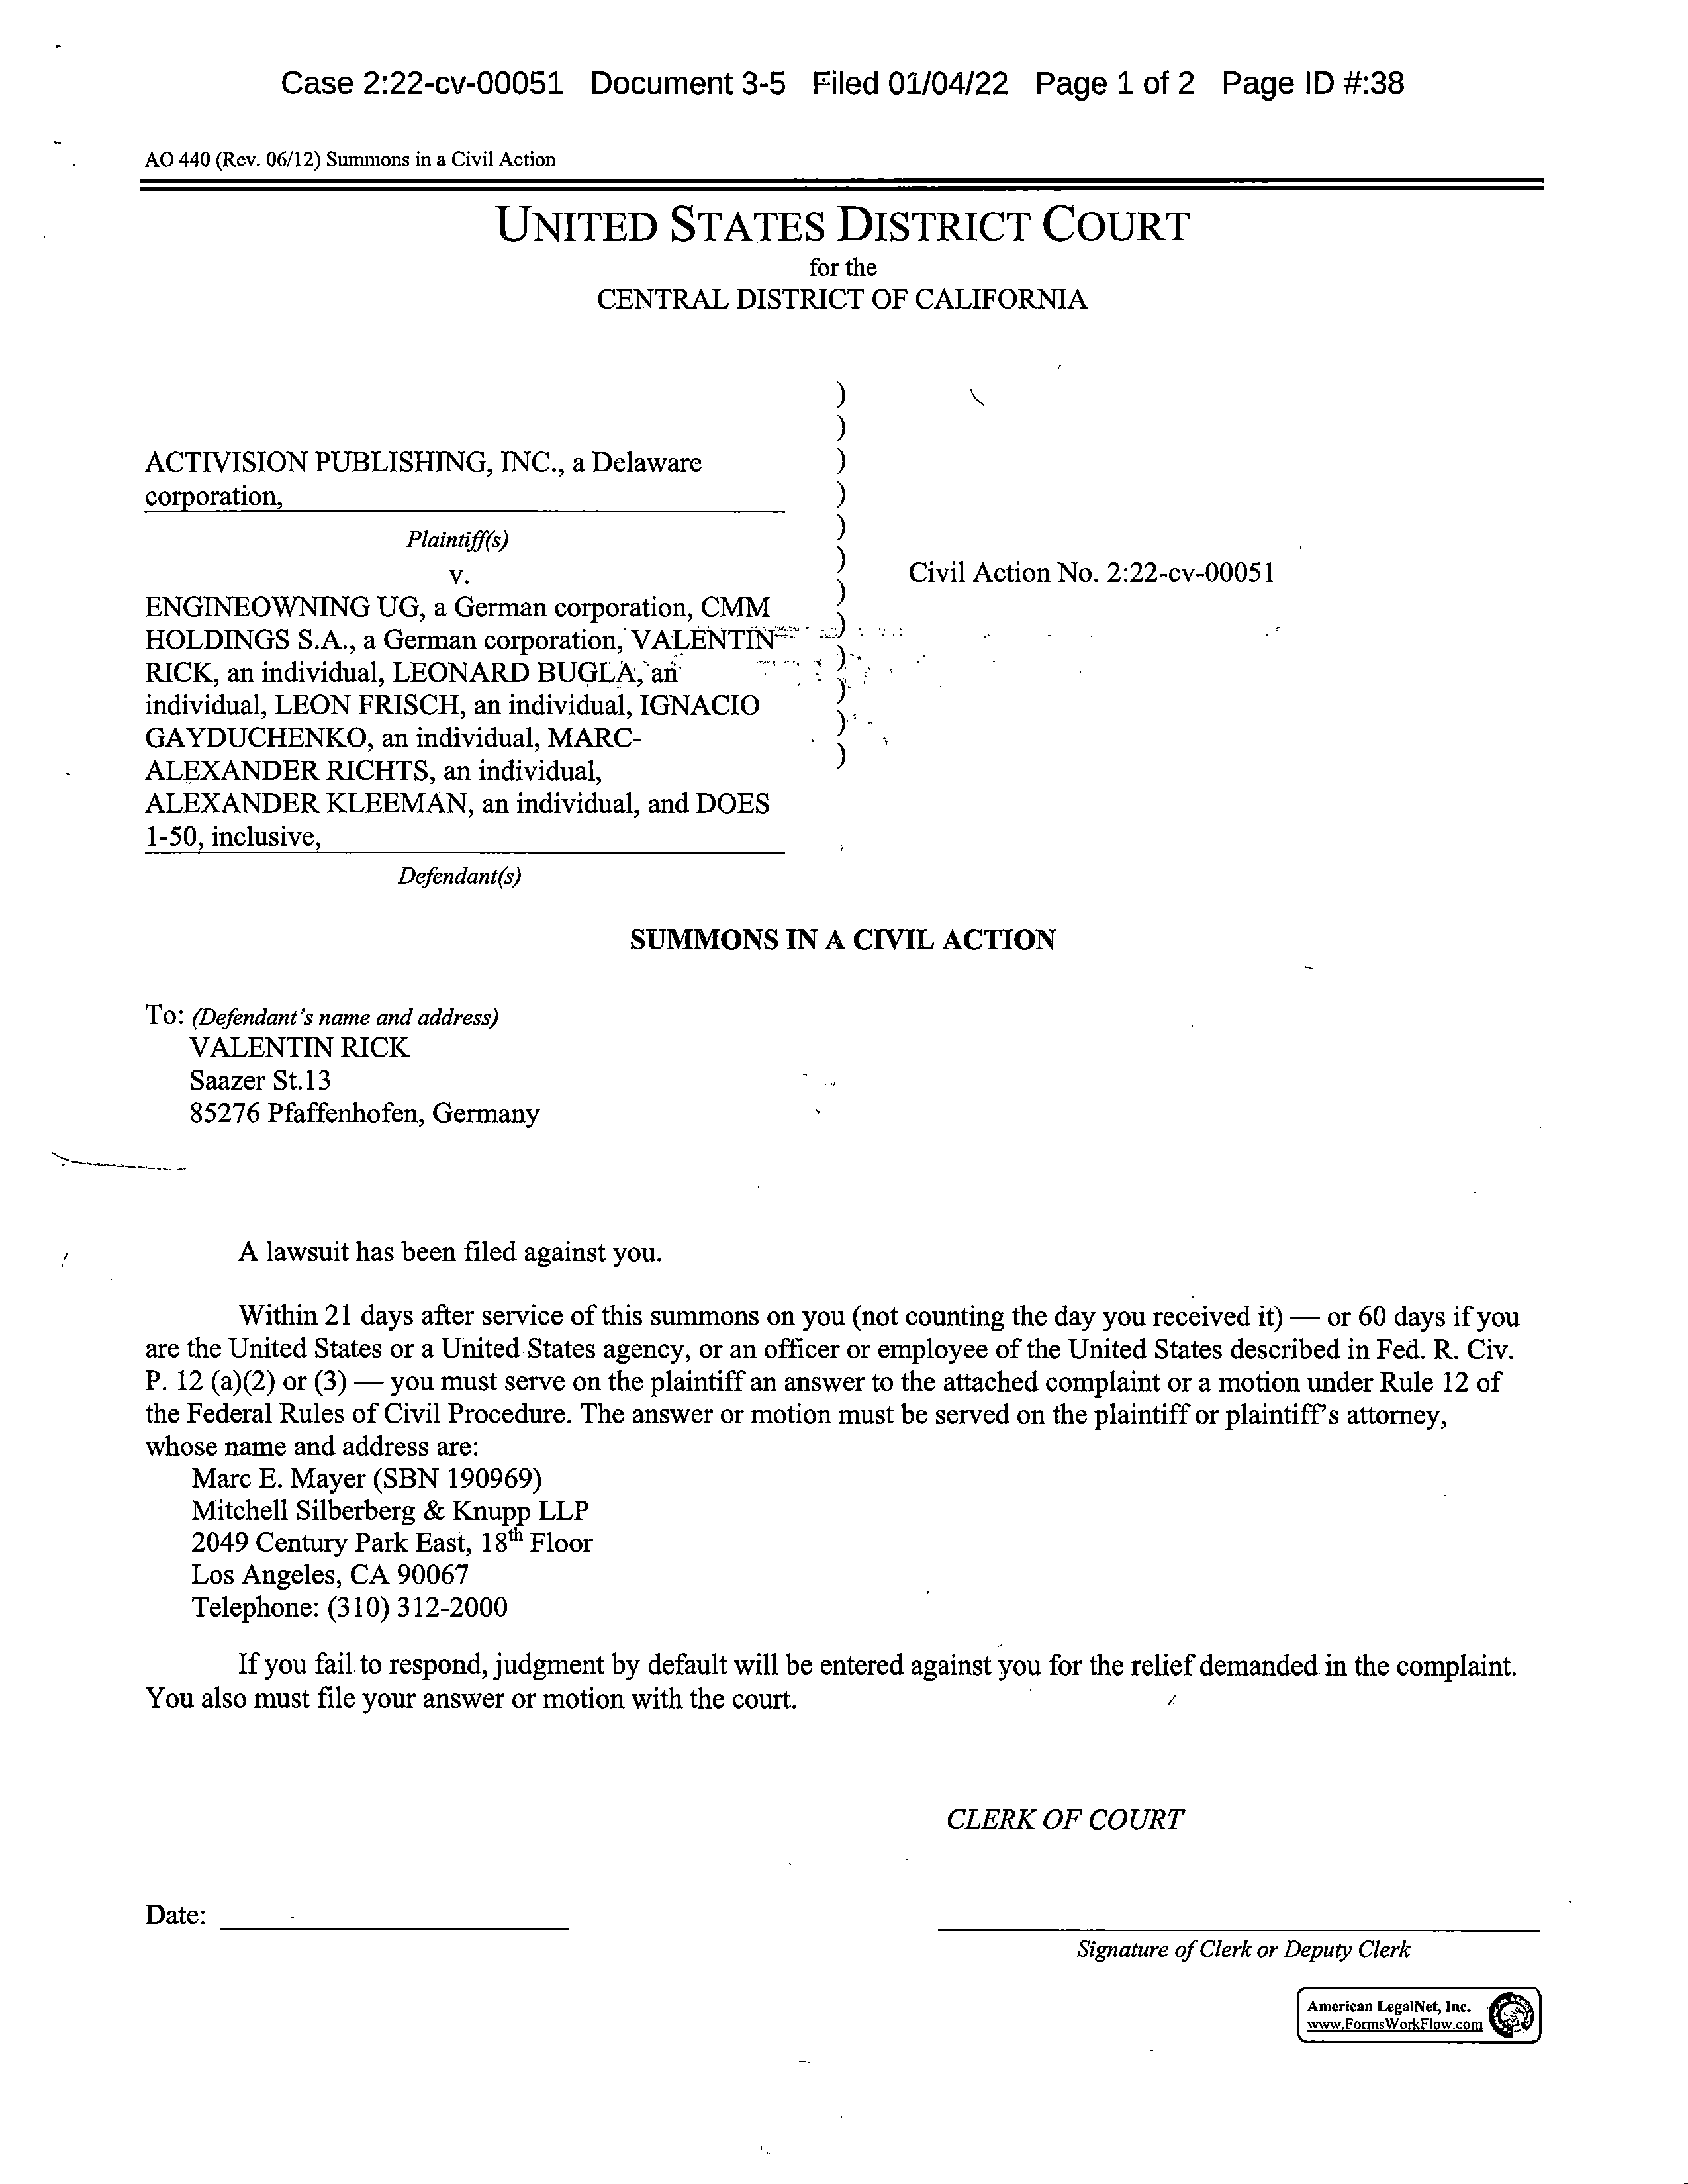 Case 2:22-cv-00051 Document 3-5 Filed 01/04/22 Page 1 of 2 Page ID #:38
AO 440 (Rev. 06/12) Summons in a Civil Action
UNITED STATES DISTRICT COURT
for the
CENTRAL DISTRICT OF CALIFORNIA
ACTIVISION PUBLISHING, INC., a Delaware
corporation,
Plaintiff(s)
v.
ENGINEOWNING UG, a German corporation, CMM
HOLDINGS S.A., a German corporation, VALENTIN
RICK, an individual, LEONARD BUGLA, an
individual, LEON FRISCH, an individual, IGNACIO
GAYDUCHENKO, an individual, MARC-
ALEXANDER RICHTS, an individual,
ALEXANDER KLEEMAN, an individual, and DOES
1-50, inclusive,
Defendant(s)
)
)
)
)
)
)
)
)
)
)
)
)
Civil Action No. 2:22-cv-00051
SUMMONS IN A CIVIL ACTION
To: (Defendant's name and address)
VALENTIN RICK
Saazer St.13
85276 Pfaffenhofen, Germany
A lawsuit has been filed against you.
Within 21 days after service of this summons on you (not counting the day you received it) — or 60 days if you
are the United States or a United States agency, or an officer or employee of the United States described in Fed. R. Civ.
P. 12 (a)(2) or (3) — you must serve on the plaintiff an answer to the attached complaint or a motion under Rule 12 of
the Federal Rules of Civil Procedure. The answer or motion must be served on the plaintiff or plaintiff's attorney,
whose name and address are:
Marc E. Mayer (SBN 190969)
Mitchell Silberberg & Knupp LLP
2049 Century Park East, 18th Floor
Los Angeles, CA 90067
Telephone: (310) 312-2000
If you fail to respond, judgment by default will be entered against you for the relief demanded in the complaint.
You also must file your answer or motion with the court.
CLERK OF COURT
Date:
Signature of Clerk or Deputy Clerk
American LegalNet, Inc.
www.FormsWorkFlow.com